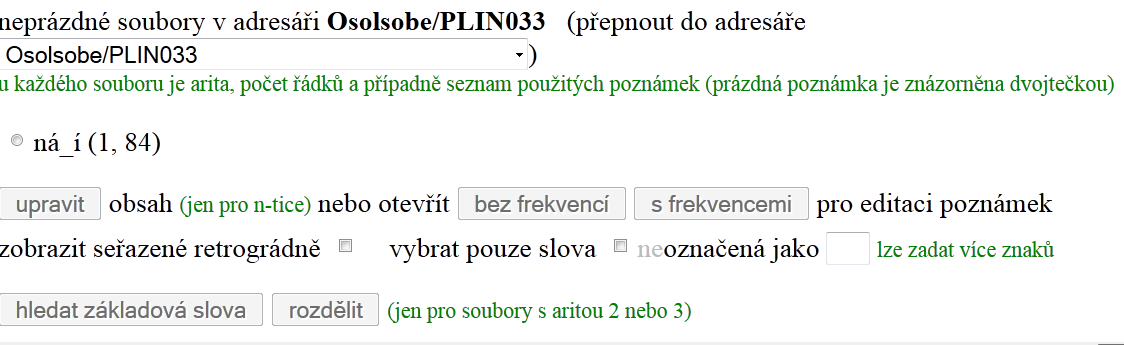 neprázdné soubory v adresáři Osolsobe/PLIN033 (přepnout do adresáře
Osolsobe/PLIN033)
u každého souboru je arita, počet řádků a případně seznam použitých poznámek (prázdná poznámka je znázorněna dvojtečkou)
ná_í (1, 84)
upravit obsah (jen pro n-tice) nebo otevřít bez frekvencí s frekvencemi pro editaci poznámek
zobrazit seřazené retrográdně vybrat pouze slova neoznačená jako lze zadat více znaků
hledat základová slova rozdělit (jen pro soubory s aritou 2 nebo 3)